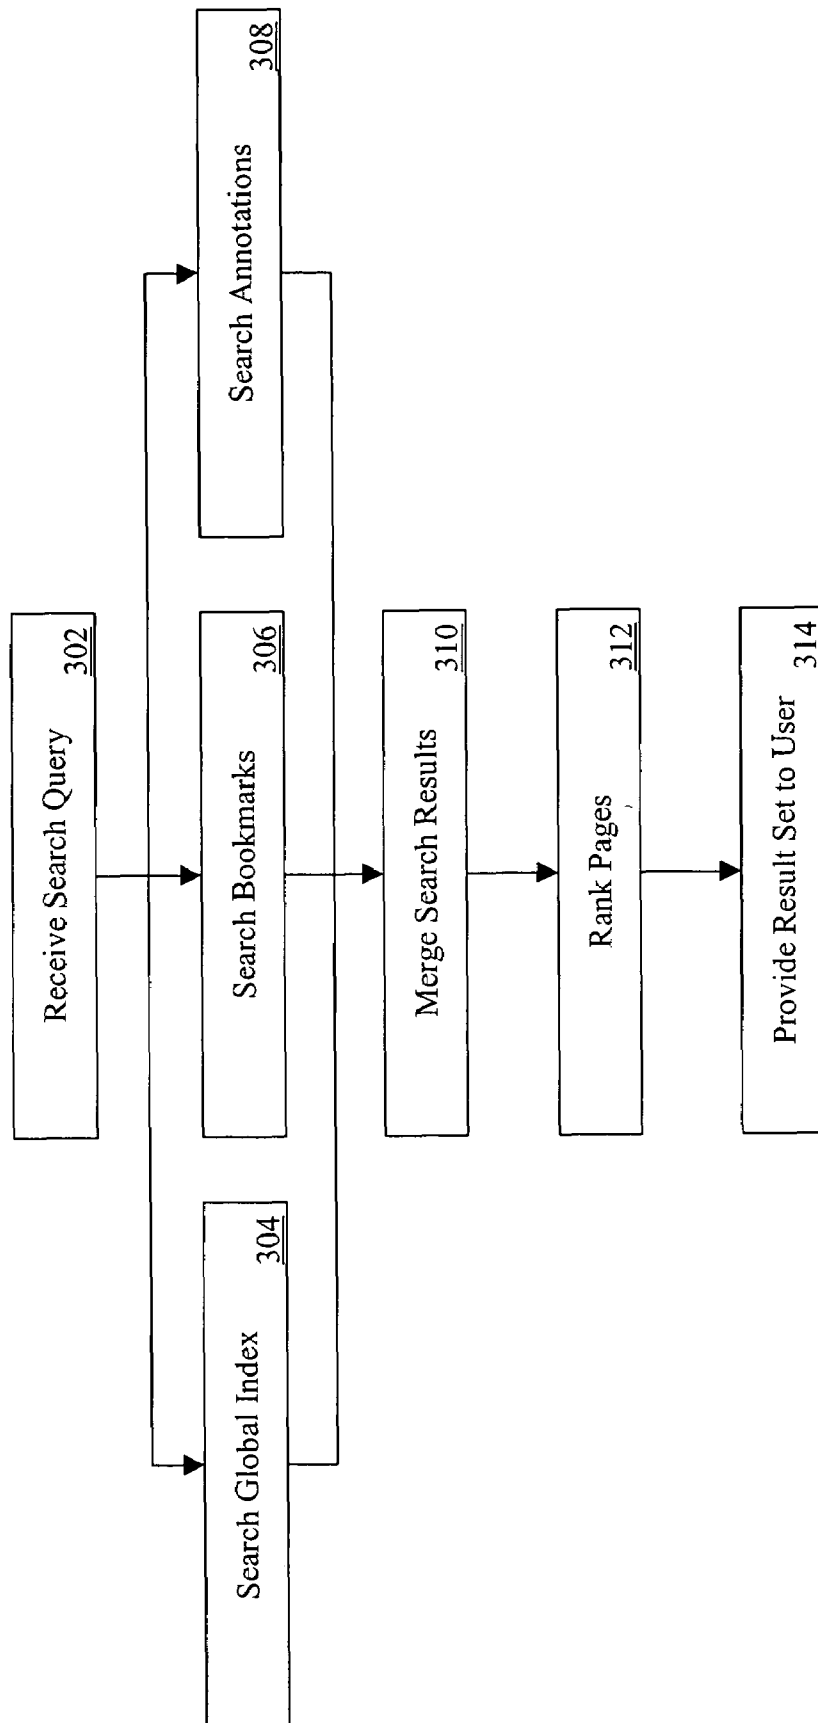 Receive Search Query
302
Search Global Index
304
Search Bookmarks
306
Search Annotations
308
Merge Search Results
310
Rank Pages
312
Provide Result Set to User
314